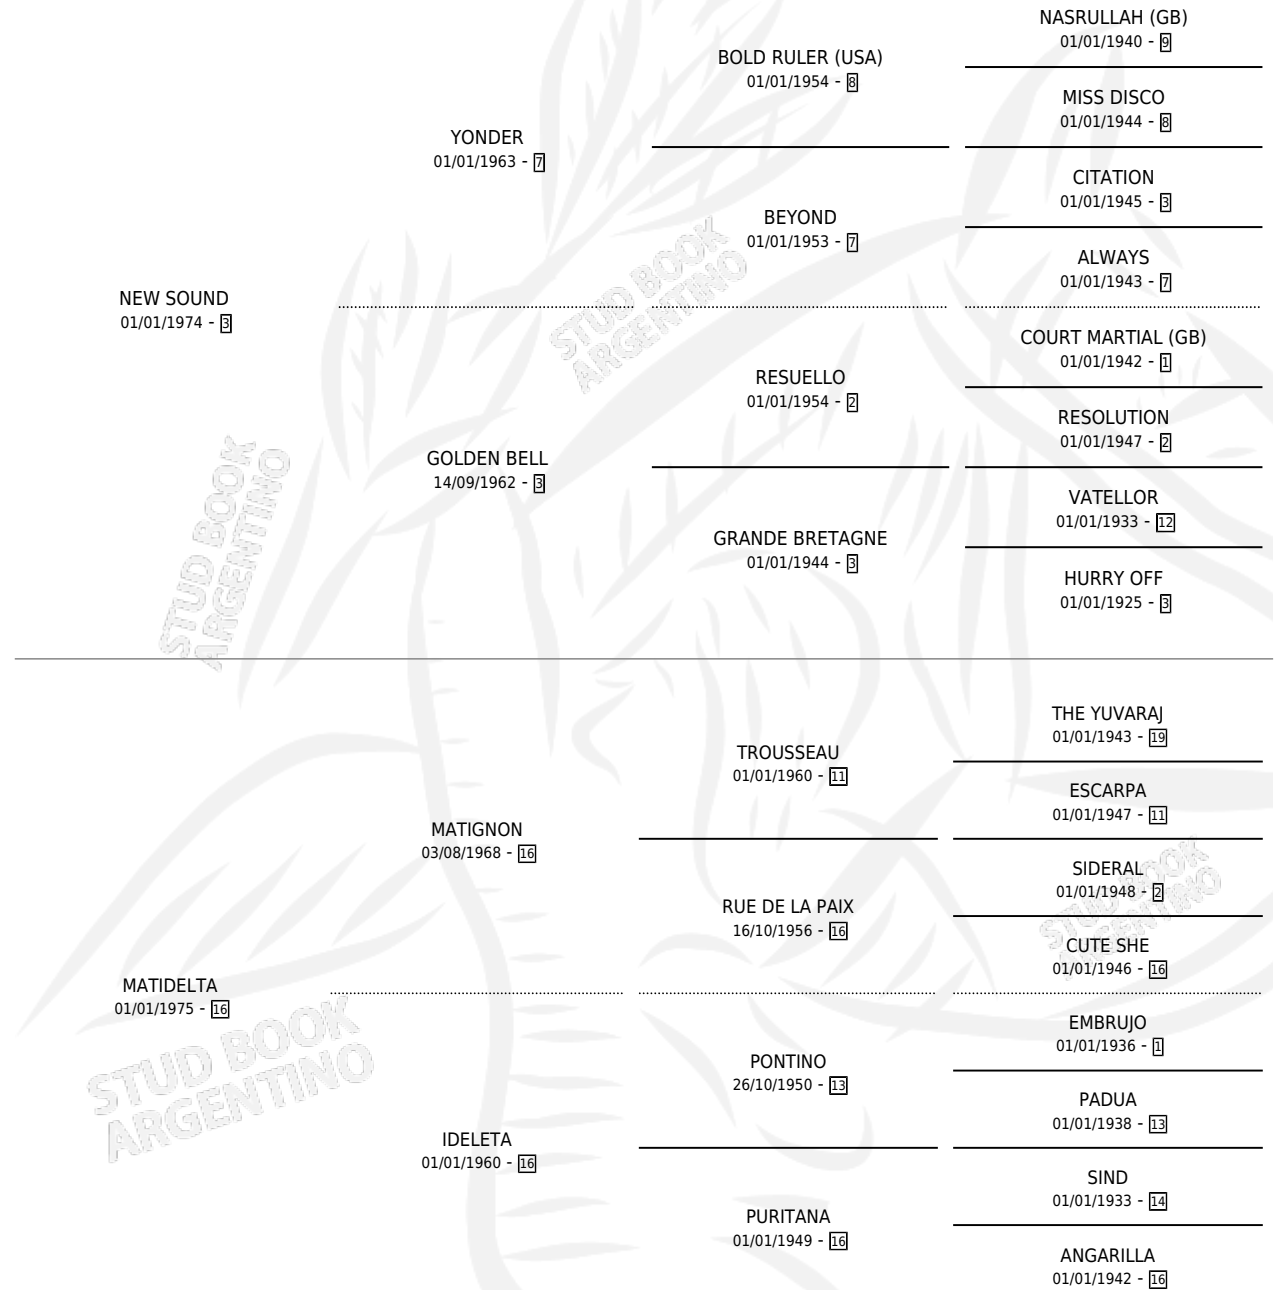 NASRULLAH (GB)
01/01/1940 - 9
BOLD RULER (USA)
01/01/1954 - 8
MISS DISCO
01/01/1944 - 8
YONDER
01/01/1963 - 7
CITATION
01/01/1945 - 3
BEYOND
01/01/1953 - 7
ALWAYS
01/01/1943 - 7
NEW SOUND
01/01/1974 - 3
COURT MARTIAL (GB)
01/01/1942 - 1
RESUELLO
01/01/1954 - 2
RESOLUTION
01/01/1947 - 2
GOLDEN BELL
14/09/1962 - 3
VATELLOR
01/01/1933 - 12
GRANDE BRETAGNE
01/01/1944 - 3
HURRY OFF
01/01/1925 - 3
THE YUVARAJ
01/01/1943 - 19
TROUSSEAU
01/01/1960 - 11
ESCARPA
01/01/1947 - 11
MATIGNON
03/08/1968 - 16
SIDERAL
01/01/1948 - 2
RUE DE LA PAIX
16/10/1956 - 16
CUTE SHE
01/01/1946 - 16
MATIDELTA
01/01/1975 - 16
EMBRUJO
01/01/1936 - 1
PONTINO
26/10/1950 - 13
PADUA
01/01/1938 - 13
IDELETA
01/01/1960 - 16
SIND
01/01/1933 - 14
PURITANA
01/01/1949 - 16
ANGARILLA
01/01/1942 - 16
STUD BOOK
ARGENTINO
STUD BOOK
ARGENTINO
STUD BOOK
ARGENTINO
STUD BOOK
ARGENTINO